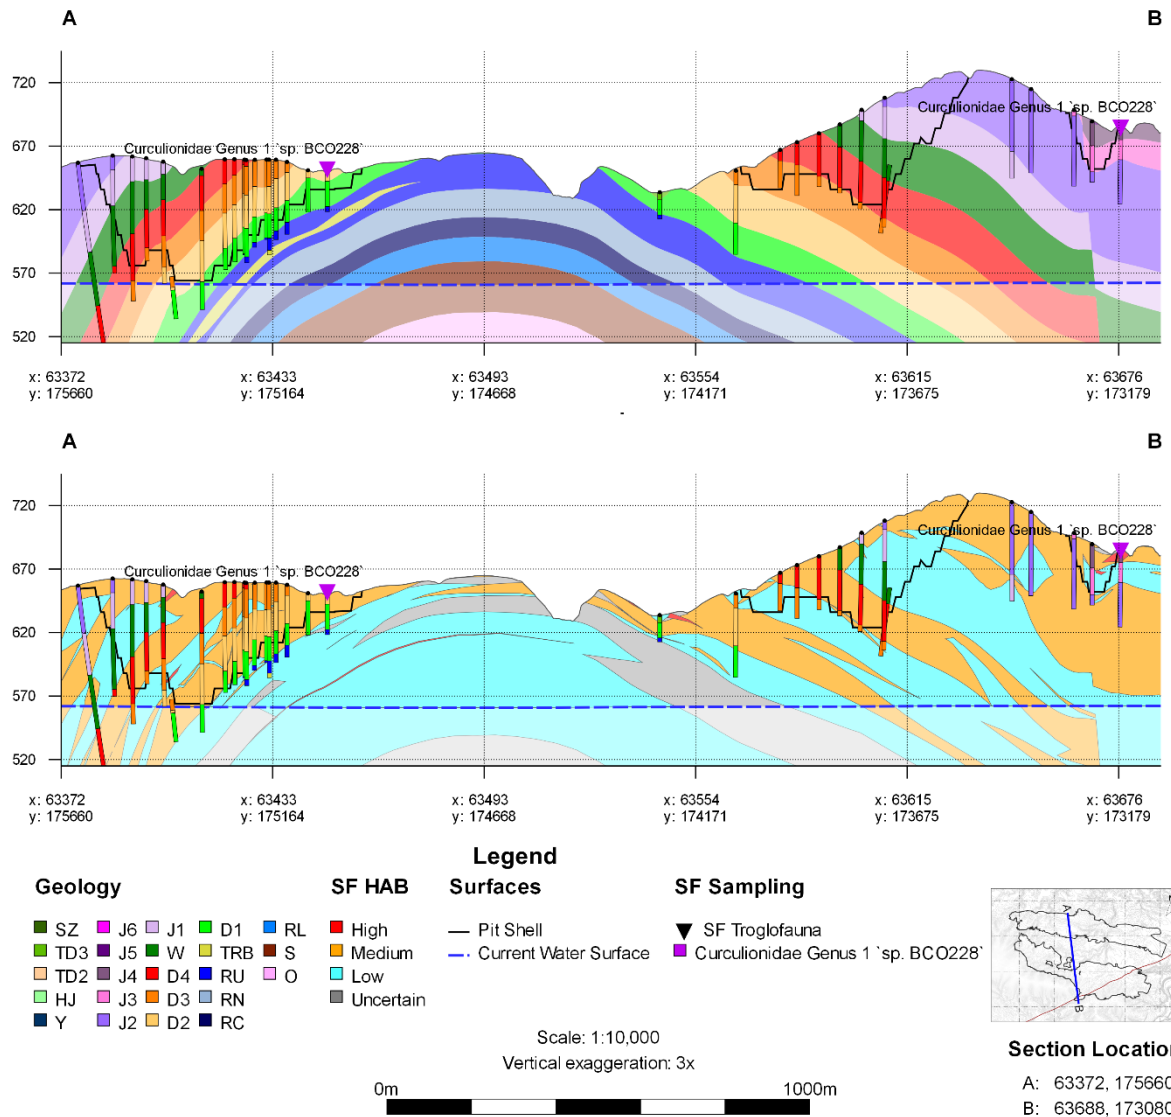 A B
720
670
620
570
520
Curculionidae Genus 1 `sp. BCO228`
Curculionidae Genus 1 `sp. BCO228`
x: 63372 x: 63433 x: 63493 x: 63554 x: 63615 x: 63676
y: 175660 y: 175164 y: 174668 y: 174171 y: 173675 y: 173179
A B
720
670
620
570
520
Curculionidae Genus 1 `sp. BCO228`
Curculionidae Genus 1 `sp. BCO228`
x: 63372 x: 63433 x: 63493 x: 63554 x: 63615 x: 63676
y: 175660 y: 175164 y: 174668 y: 174171 y: 173675 y: 173179
Legend
Geology SF HAB Surfaces SF Sampling
SZ J6 J1 D1 RL High Pit Shell SF Troglofauna
TD3 J5 W TRB S Medium Current Water Surface Curculionidae Genus 1 `sp. BCO228`
TD2 J4 D4 RU O Low
HJ J3 D3 RN Uncertain
Y J2 D2 RC
Scale: 1:10,000
Vertical exaggeration: 3x
0m 1000m
A
B
Section Location
A: 63372, 175660
B: 63688, 173080